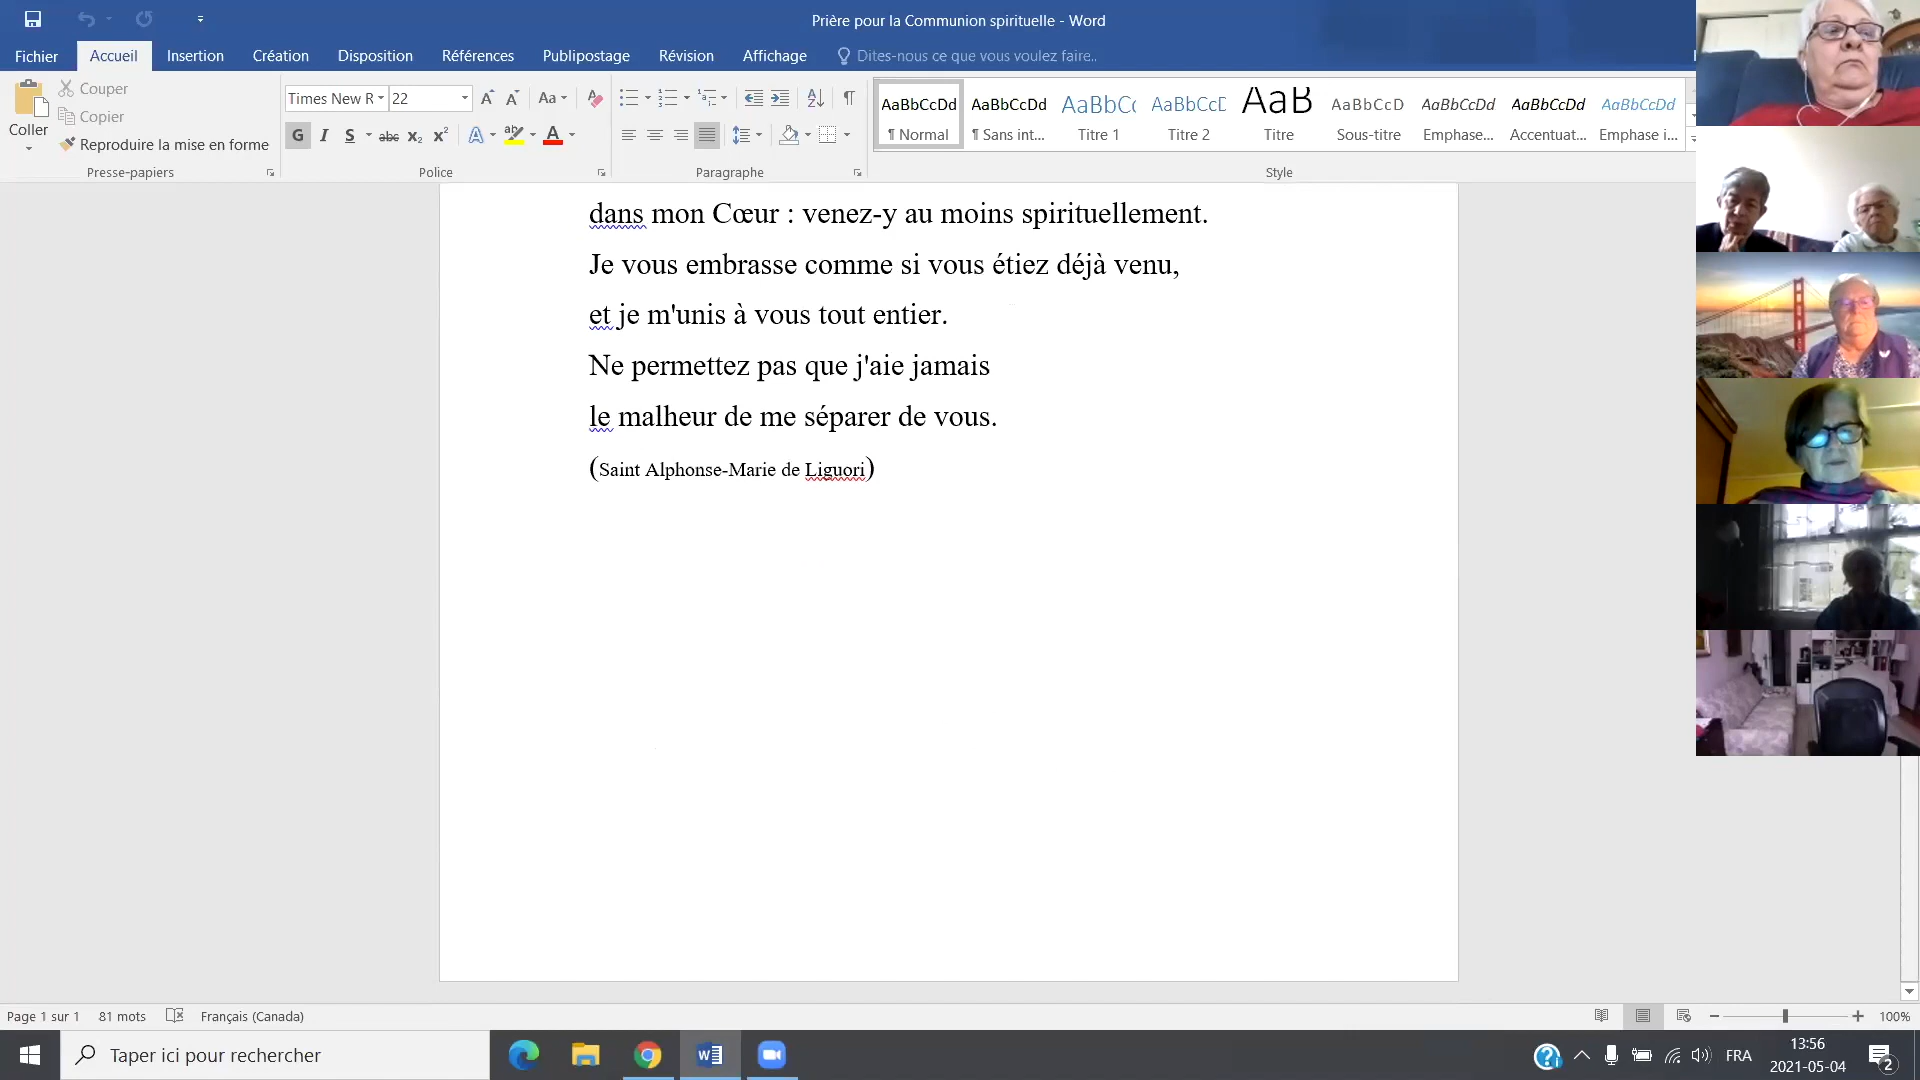 Prière pour la Communion spirituelle - Word
Fichier Accueil Insertion Création Disposition Références Publipostage Révision Affichage Dites-nous ce que vous voulez faire..
Coller
Couper
Copier
Reproduire la mise en forme
Presse-papiers
Times New R 22
Aa
G I S abc X₂ X² A A
Police
Paragraphe
AaBbCcDd AaBbCcDd AaBbC AaBbCcD AaB AaBbCcD AaBbCcDd AaBbCcDd AaBbCcDd
¶ Normal ¶ Sans int... Titre 1 Titre 2 Titre Sous-titre Emphase... Accentuat... Emphase i...
Style
dans mon Cœur : venez-y au moins spirituellement.
Je vous embrasse comme si vous étiez déjà venu,
et je m'unis à vous tout entier.
Ne permettez pas que j'aie jamais
le malheur de me séparer de vous.
(Saint Alphonse-Marie de Liguori)
Page 1 sur 1 81 mots Français (Canada) 100%
Taper ici pour rechercher
FRA
13:56
2021-05-04
2